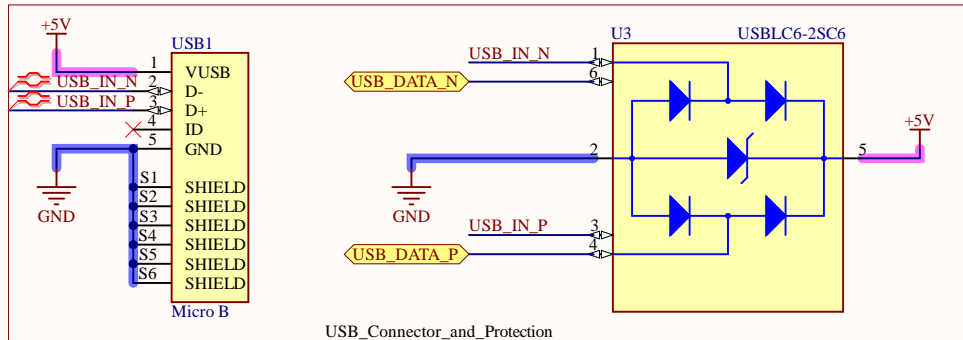 +5V
USB1
1 VUSB
USB_IN_N 2 D-
USB_IN_P 3 D+
4 ID
5 GND
GND
S1 SHIELD
S2 SHIELD
S3 SHIELD
S4 SHIELD
S5 SHIELD
S6 SHIELD
Micro B
U3 USBLC6-2SC6
USB_IN_N 1
USB_DATA_N 6
+5V
2
5
GND
USB_IN_P 3
USB_DATA_P 4
USB_Connector_and_Protection